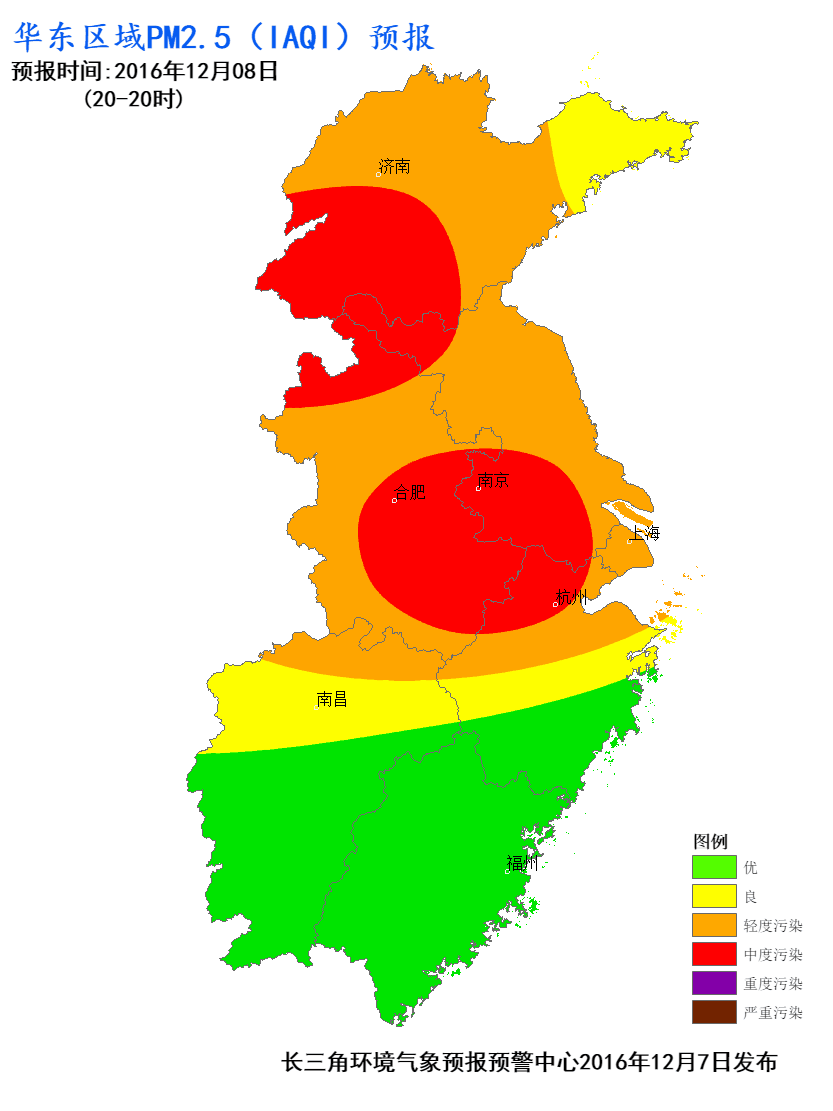 华东区域PM2.5（IAQI）预报
预报时间:2016年12月08日
(20-20时)
济南
南京
合肥
上海
杭州
南昌
福州
图例
优
良
轻度污染
中度污染
重度污染
严重污染
长三角环境气象预报预警中心2016年12月7日发布